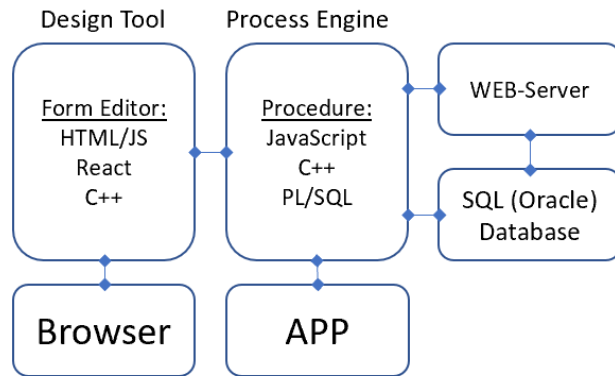 Design Tool
Process Engine
Form Editor:
HTML/JS
React
C++
Procedure:
JavaScript
C++
PL/SQL
WEB-Server
SQL (Oracle)
Database
Browser
APP